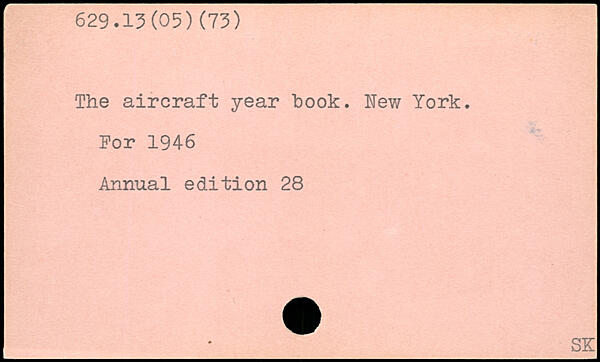 629.13(05)(73)
The aircraft year book. New York.
For 1946
Annual edition 28
SK